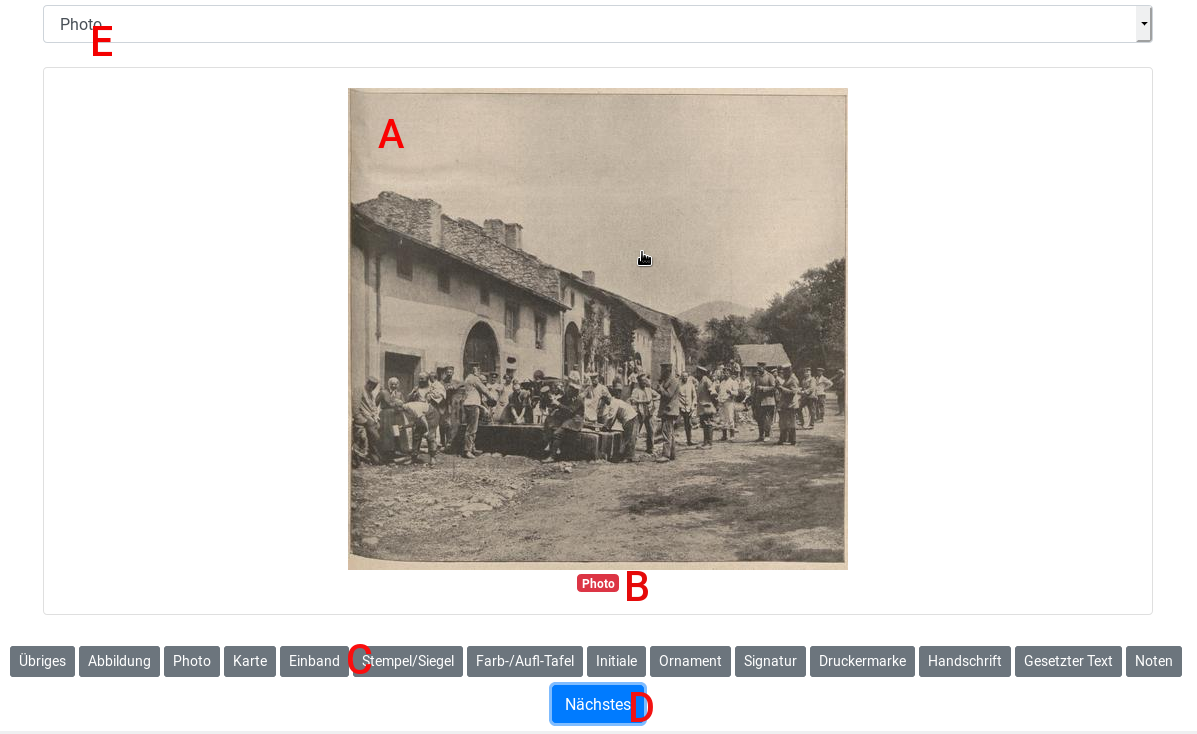 Photo
E
A
Photo B
Übriges Abbildung Photo Karte Einband C Stempel/Siegel Farb-/Aufl-Tafel Initiale Ornament Signatur Druckermarke Handschrift Gesetzter Text Noten
Nächstes D